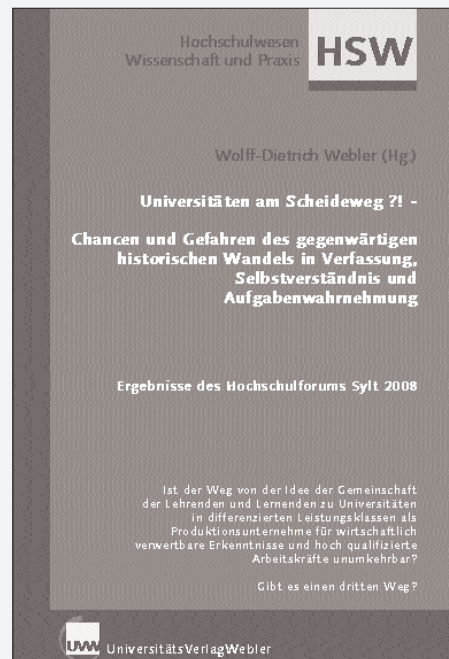 Hochschulwesen
Wissenschaft und Praxis
HSW
Wolff-Dietrich Webler (Hg.)
Universitäten am Scheideweg ?! -
Chancen und Gefahren des gegenwärtigen
historischen Wandels in Verfassung,
Selbstverständnis und
Aufgabenwahrnehmung
Ergebnisse des Hochschulforums Sylt 2008
Ist der Weg von der Idee der Gemeinschaft
der Lehrenden und Lernenden zu Universitäten
in differenzierten Leistungsklassen als
Produktionsunternehme für wirtschaftlich
verwertbare Erkenntnisse und hoch qualifizierte
Arbeitskräfte unumkehrbar?
Gibt es einen dritten Weg?
UVW UniversitätsVerlagWebler